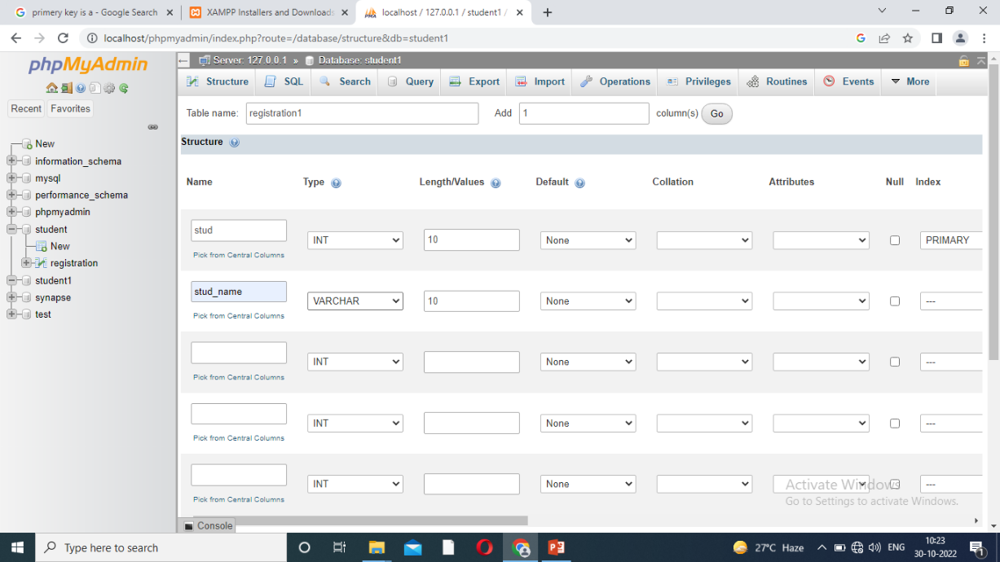 primery key is a - Google Search
XAMPP Installers and Downloads
localhost / 127.0.0.1 / student1 /
localhost/phpmyadmin/index.php?route=/database/structure&db=student1
phpMyAdmin
Recent Favorites
New
information_schema
mysql
performance_schema
phpmyadmin
student
New
registration
student1
synapse
test
Server: 127.0.0.1 » Database: student1
Structure SQL Search Query Export Import Operations Privileges Routines Events More
Table name: registration1 Add 1 column(s) Go
Structure
Name Type Length/Values Default Collation Attributes Null Index
stud INT 10 None PRIMARY
Pick from Central Columns
stud_name VARCHAR 10 None ---
Pick from Central Columns
INT None ---
Pick from Central Columns
INT None ---
Pick from Central Columns
INT None ---
Pick from Central Columns
Activate Windows
Go to Settings to activate Windows.
Console
Type here to search
27°C Haze ENG
10:23
30-10-2022
1